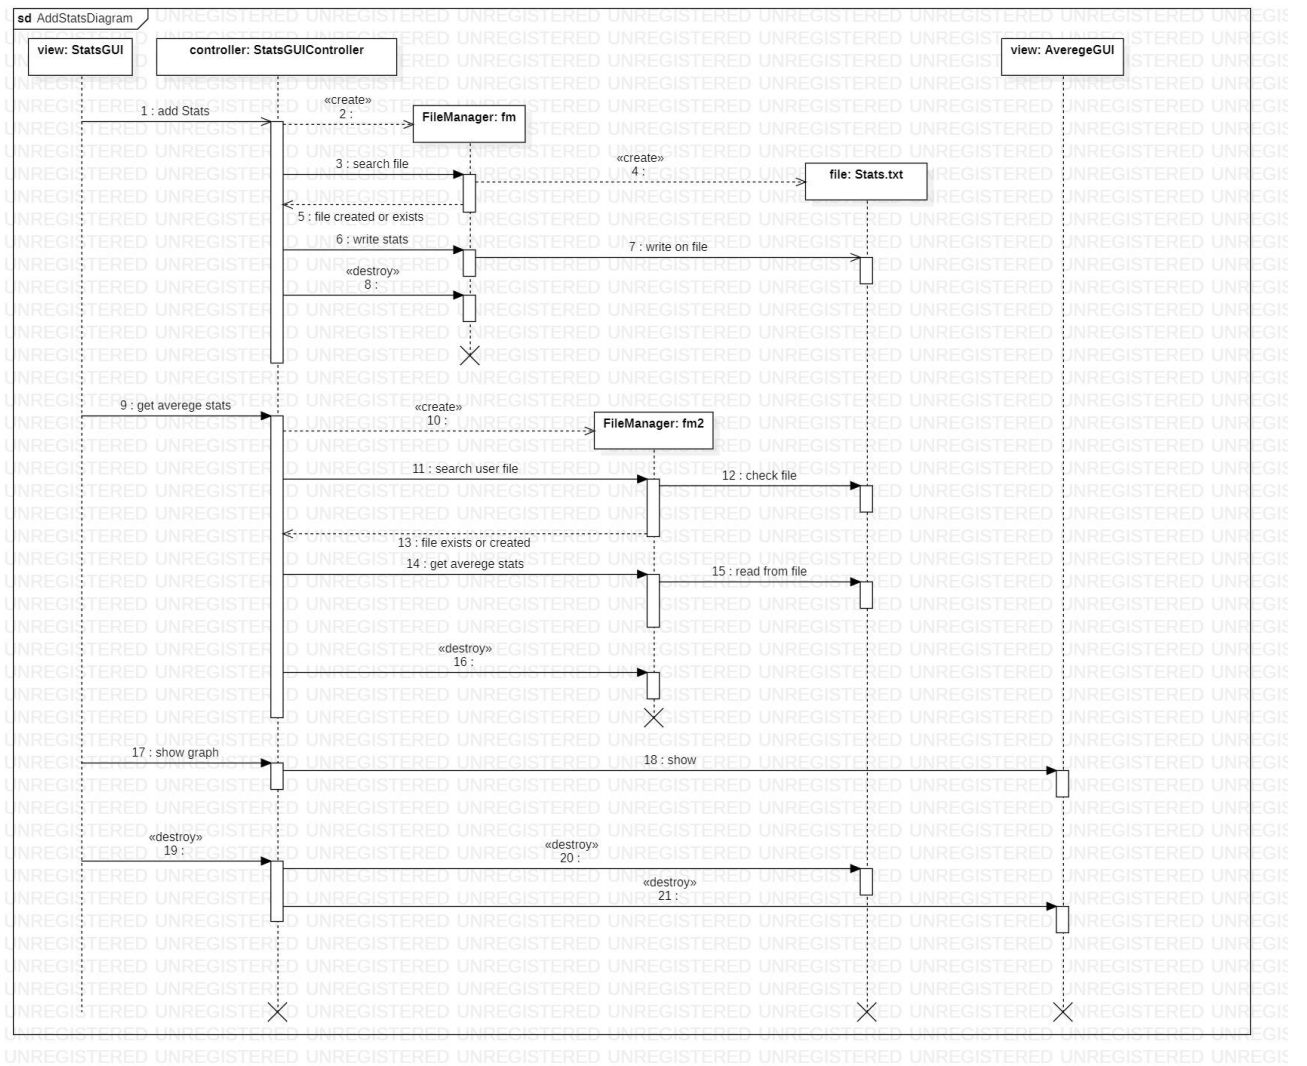 sd AddStatsDiagram
view: StatsGUI
controller: StatsGUIController
view: AveregeGUI
1 : add Stats
«create»
2 :
FileManager: fm
3 : search file
«create»
4 :
file: Stats.txt
5 : file created or exists
6 : write stats
7 : write on file
«destroy»
8 :
9 : get averege stats
«create»
10 :
FileManager: fm2
11 : search user file
12 : check file
13 : file exists or created
14 : get averege stats
15 : read from file
«destroy»
16 :
17 : show graph
18 : show
«destroy»
19 :
«destroy»
20 :
«destroy»
21 :
UNREGISTERED